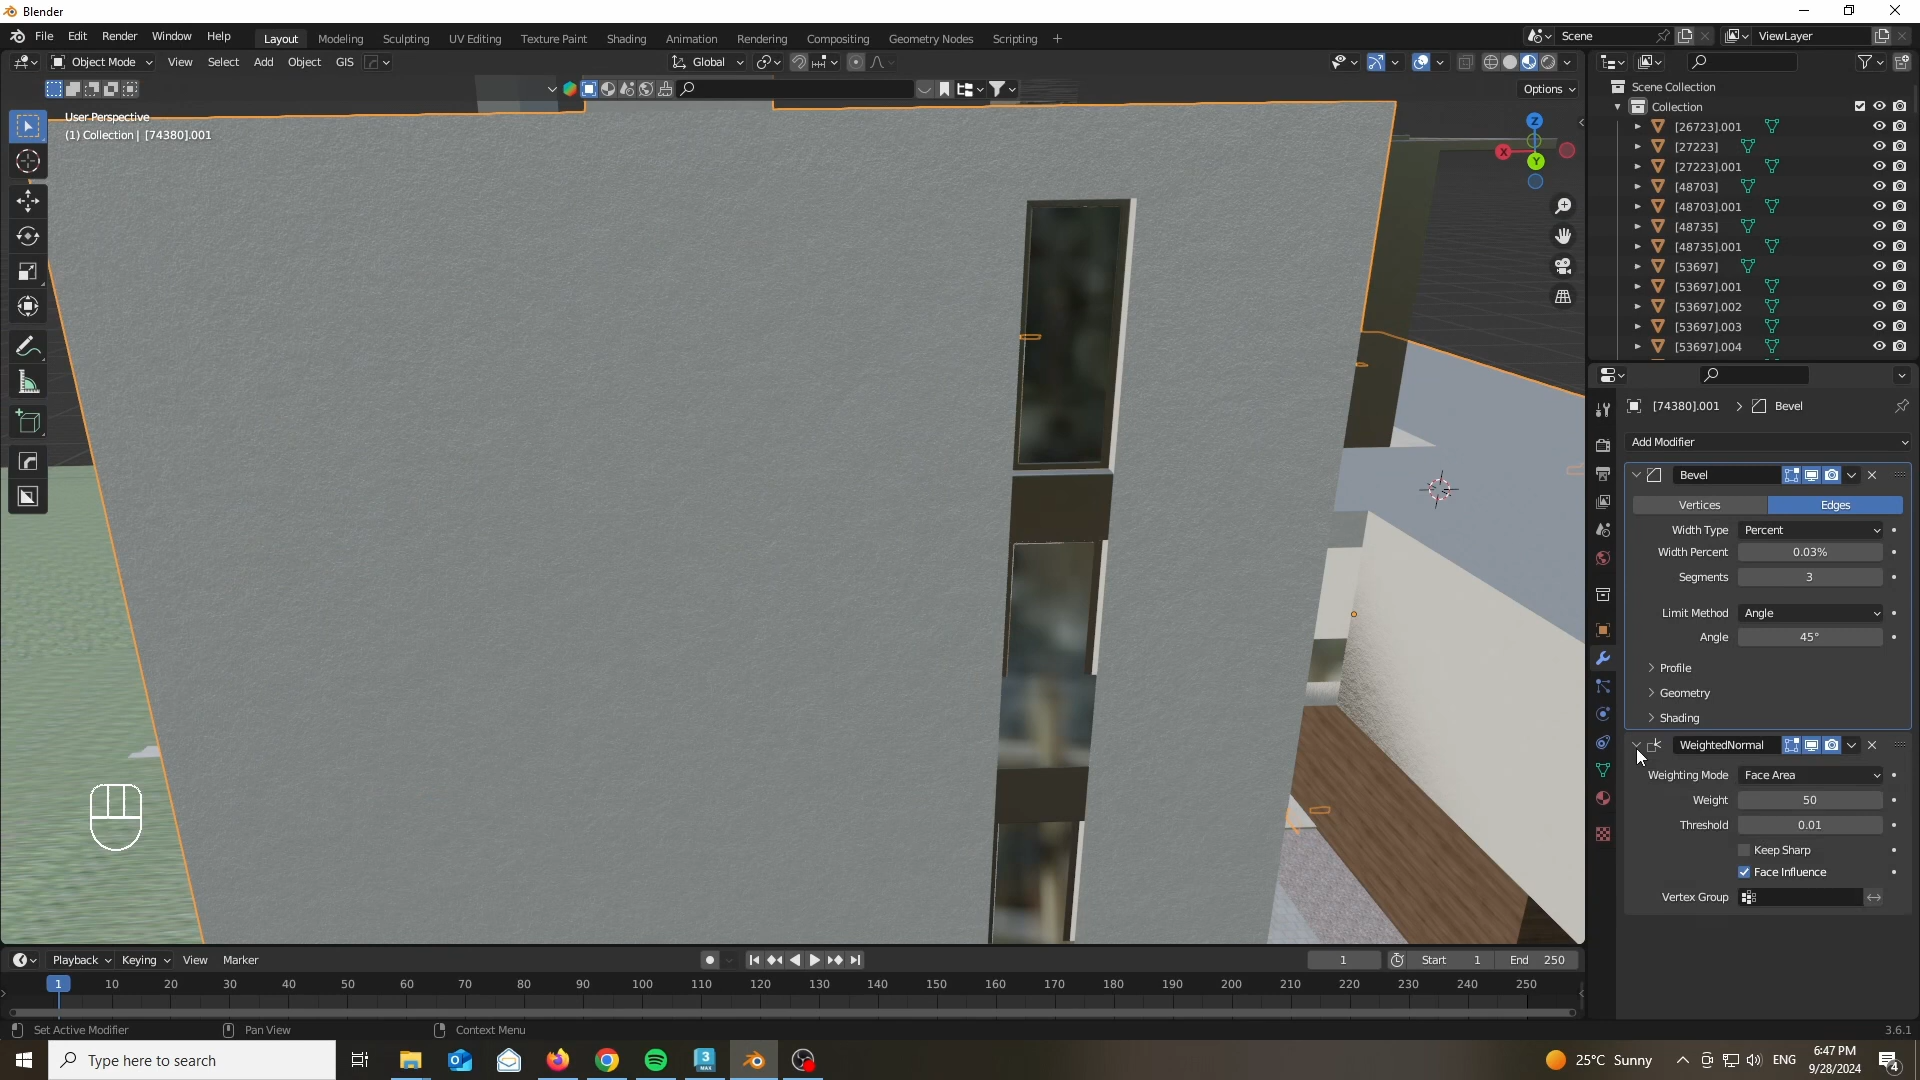 Blender
File Edit Render Window Help Layout Modeling Sculpting UV Editing Texture Paint Shading Animation Rendering Compositing Geometry Nodes Scripting + Scene ViewLayer
Object Mode View Select Add Object GIS Global
Options
User Perspective
(1) Collection | [74380].001
Z
X
Y
Scene Collection
Collection
[26723].001
[27223]
[27223].001
[48703]
[48703].001
[48735]
[48735].001
[53697]
[53697].001
[53697].002
[53697].003
[53697].004
[74380].001 > Bevel
Add Modifier
Bevel
Vertices Edges
Width Type Percent
Width Percent 0.03%
Segments 3
Limit Method Angle
Angle 45°
Profile
Geometry
Shading
WeightedNormal
Weighting Mode Face Area
Weight 50
Threshold 0.01
Keep Sharp
Face Influence
Vertex Group
Playback Keying View Marker 1 Start 1 End 250
1 10 20 30 40 50 60 70 80 90 100 110 120 130 140 150 160 170 180 190 200 210 220 230 240 250
Set Active Modifier Pan View Context Menu 3.6.1
Type here to search 3 MAX 25°C Sunny ENG 6:47 PM
9/28/2024 4